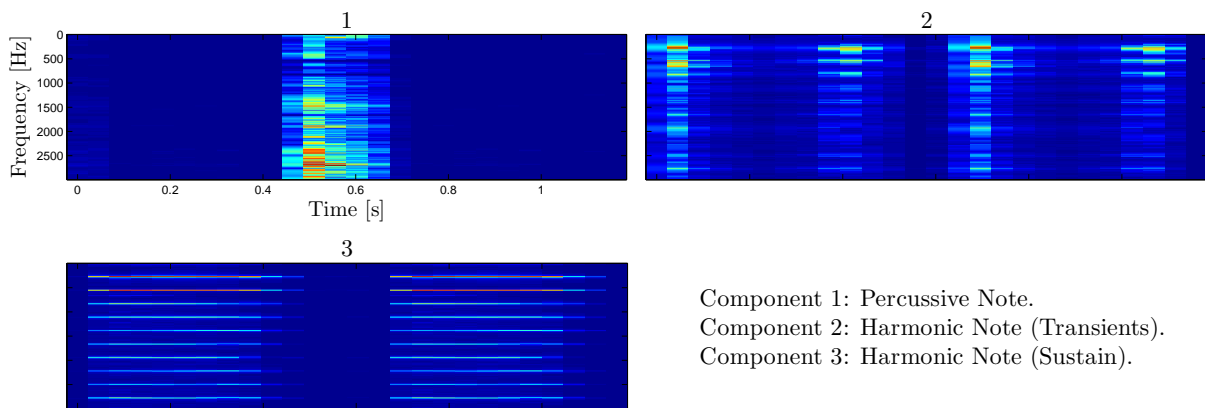 1
2
Frequency [Hz]
0
500
1000
1500
2000
2500
0 0.2 0.4 0.6 0.8 1
Time [s]
3
Component 1: Percussive Note.
Component 2: Harmonic Note (Transients).
Component 3: Harmonic Note (Sustain).